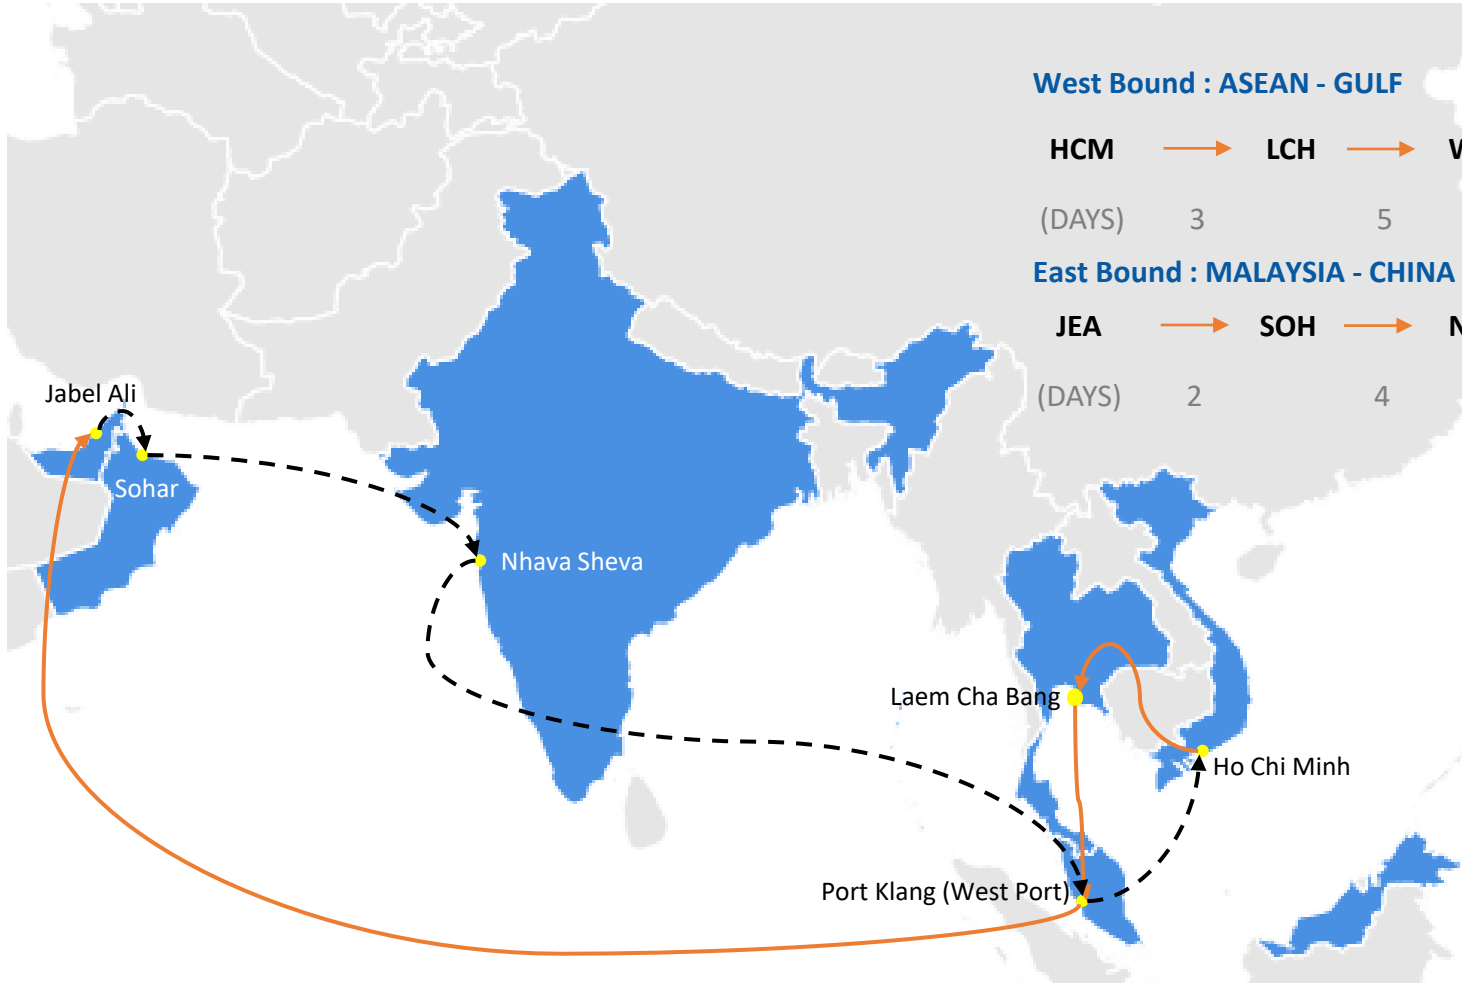 West Bound : ASEAN - GULF
HCM LCH
(DAYS) 3 5
East Bound : MALAYSIA - CHINA
JEA SOH N
(DAYS) 2 4
Jabel Ali
Sohar
Nhava Sheva
Laem Cha Bang
Ho Chi Minh
Port Klang (West Port)